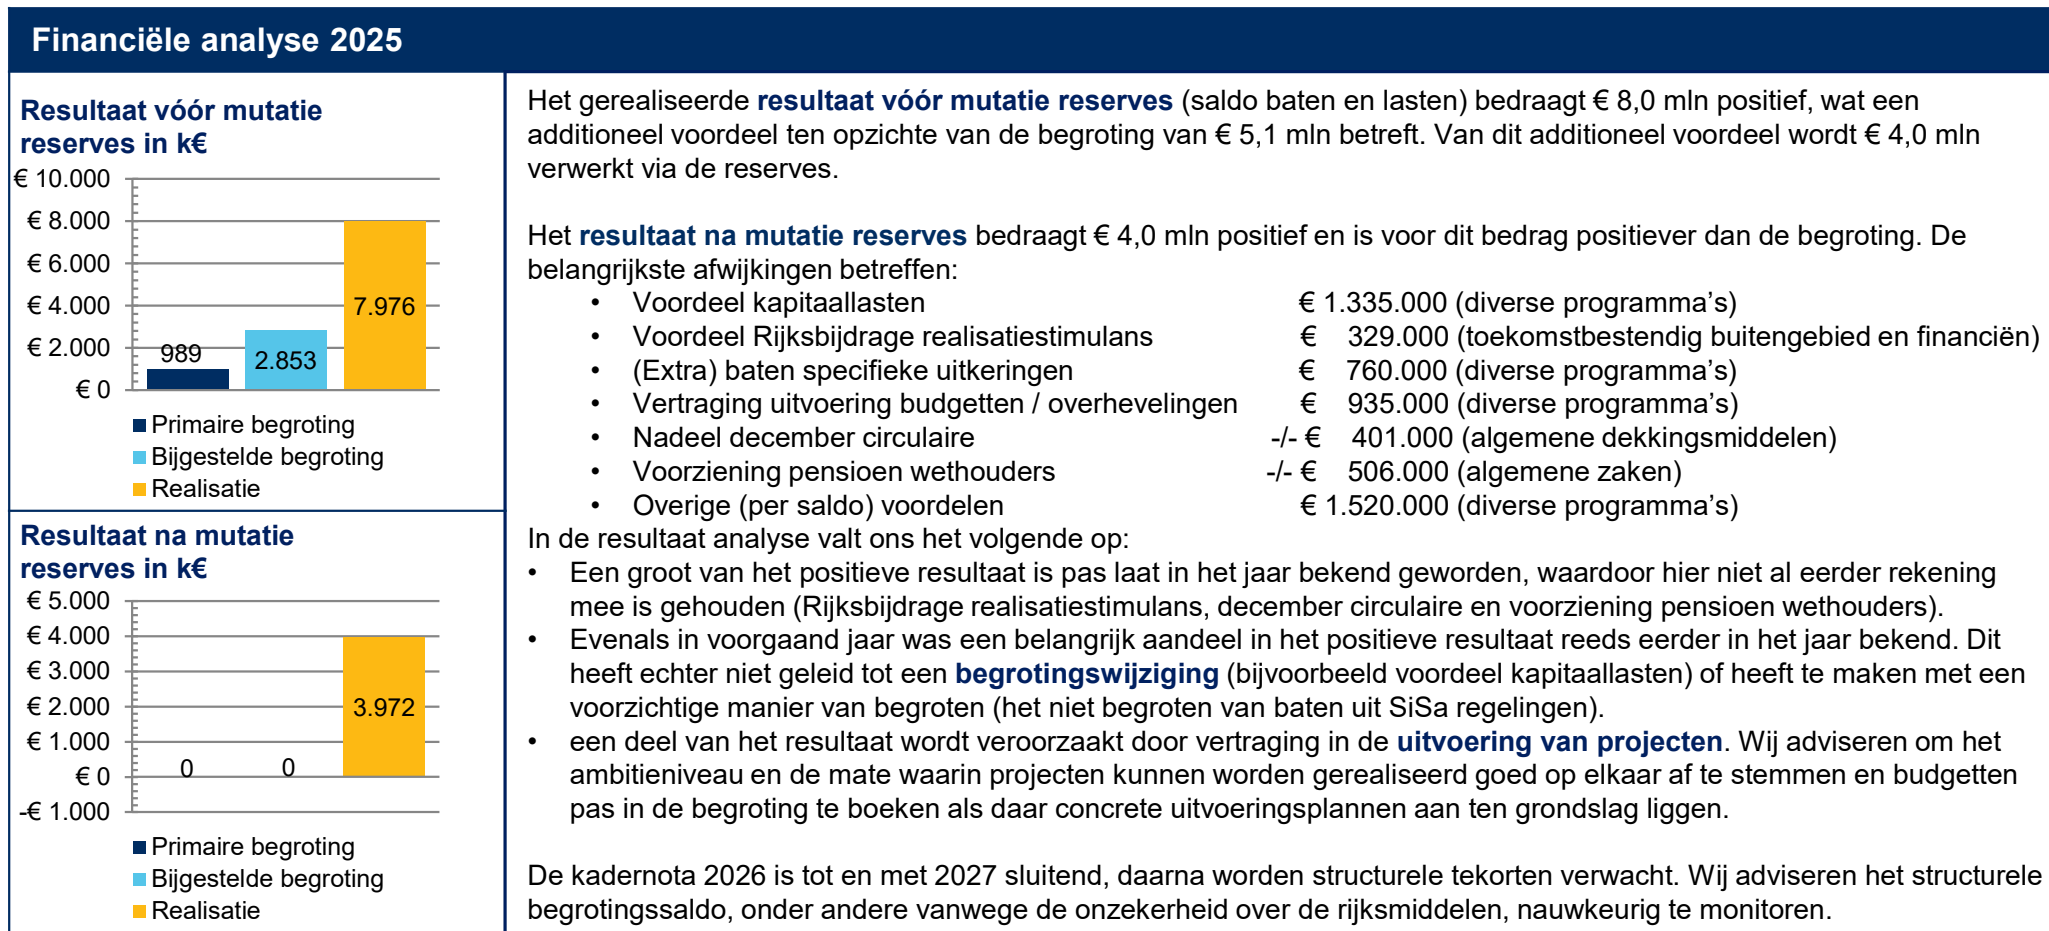 Financiële analyse 2025
Resultaat vóór mutatie
reserves in k€
€ 10.000
€ 8.000
€ 6.000
€ 4.000
€ 2.000
€ 0
989
2.853
7.976
Primaire begroting
Bijgestelde begroting
Realisatie
Resultaat na mutatie
reserves in k€
€ 5.000
€ 4.000
€ 3.000
€ 2.000
€ 1.000
€ 0
-€ 1.000
0
0
3.972
Primaire begroting
Bijgestelde begroting
Realisatie
Het gerealiseerde resultaat vóór mutatie reserves (saldo baten en lasten) bedraagt € 8,0 mln positief, wat een
additioneel voordeel ten opzichte van de begroting van € 5,1 mln betreft. Van dit additioneel voordeel wordt € 4,0 mln
verwerkt via de reserves.
Het resultaat na mutatie reserves bedraagt € 4,0 mln positief en is voor dit bedrag positiever dan de begroting. De
belangrijkste afwijkingen betreffen:
• Voordeel kapitaallasten € 1.335.000 (diverse programma's)
• Voordeel Rijksbijdrage realisatiestimulans € 329.000 (toekomstbestendig buitengebied en financiën)
• (Extra) baten specifieke uitkeringen € 760.000 (diverse programma's)
• Vertraging uitvoering budgetten / overhevelingen € 935.000 (diverse programma's)
• Nadeel december circulaire -/- € 401.000 (algemene dekkingsmiddelen)
• Voorziening pensioen wethouders -/- € 506.000 (algemene zaken)
• Overige (per saldo) voordelen € 1.520.000 (diverse programma's)
In de resultaat analyse valt ons het volgende op:
• Een groot van het positieve resultaat is pas laat in het jaar bekend geworden, waardoor hier niet al eerder rekening
mee is gehouden (Rijksbijdrage realisatiestimulans, december circulaire en voorziening pensioen wethouders).
• Evenals in voorgaand jaar was een belangrijk aandeel in het positieve resultaat reeds eerder in het jaar bekend. Dit
heeft echter niet geleid tot een begrotingswijziging (bijvoorbeeld voordeel kapitaallasten) of heeft te maken met een
voorzichtige manier van begroten (het niet begroten van baten uit SiSa regelingen).
• een deel van het resultaat wordt veroorzaakt door vertraging in de uitvoering van projecten. Wij adviseren om het
ambitieniveau en de mate waarin projecten kunnen worden gerealiseerd goed op elkaar af te stemmen en budgetten
pas in de begroting te boeken als daar concrete uitvoeringsplannen aan ten grondslag liggen.
De kadernota 2026 is tot en met 2027 sluitend, daarna worden structurele tekorten verwacht. Wij adviseren het structurele
begrotingssaldo, onder andere vanwege de onzekerheid over de rijksmiddelen, nauwkeurig te monitoren.